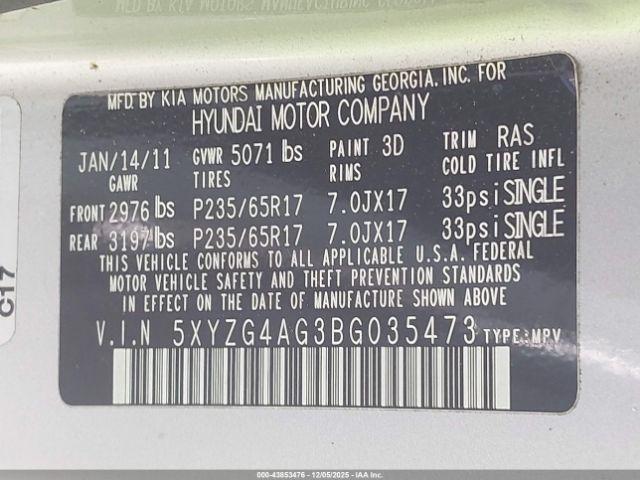 MFD. BY KIA MOTORS MANUFACTURING GEORGIA, INC. FOR
HYUNDAI MOTOR COMPANY
JAN/14/11 GVWR 5071 lbs PAINT 3D TRIM RAS
GAWR TIRES RIMS COLD TIRE INFL
FRONT 2976 lbs P235/65R17 7.0JX17 33psi SINGLE
REAR 3197 lbs P235/65R17 7.0JX17 33psi SINGLE
THIS VEHICLE CONFORMS TO ALL APPLICABLE U.S.A. FEDERAL
MOTOR VEHICLE SAFETY AND THEFT PREVENTION STANDARDS
IN EFFECT ON THE DATE OF MANUFACTURE SHOWN ABOVE.
V.I.N 5XYZG4AG3BG035473 TYPE:MPV
C17
000-43853476 - 12/05/2025 - IAA Inc.